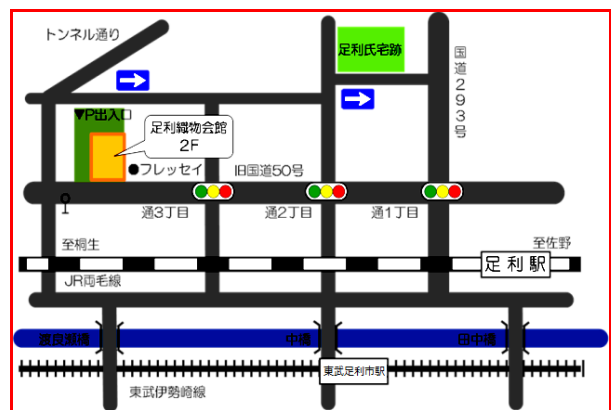 トンネル通り
足利氏宅跡
国道293号
▼P出入口
足利織物会館
2F
●フレッセイ
旧国道50号
通3丁目
通2丁目
通1丁目
至桐生
至佐野
足利駅
JR両毛線
渡良瀬橋
中橋
田中橋
東武足利市駅
東武伊勢崎線